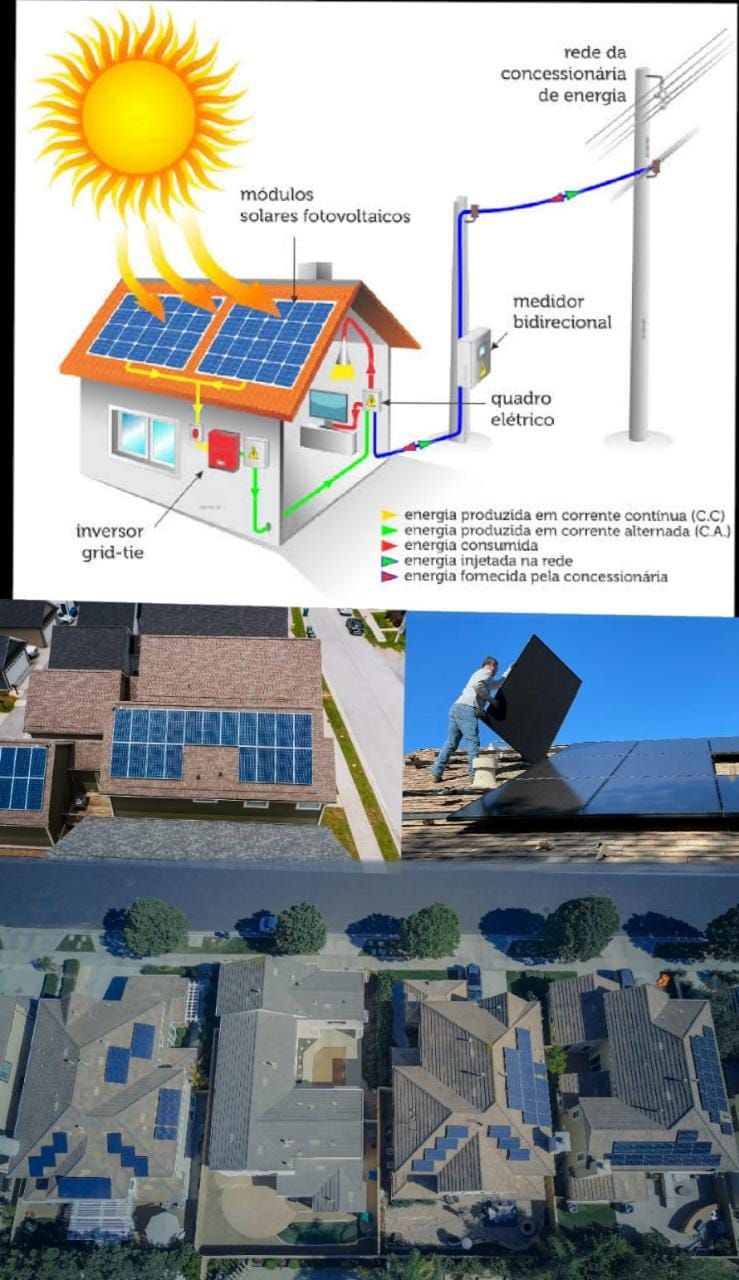 rede da
concessionária
de energia
módulos
solares fotovoltaicos
medidor
bidirecional
quadro
elétrico
inversor
grid-tie
energia produzida em corrente contínua (C.C)
energia produzida em corrente alternada (C.A.)
energia consumida
energia injetada na rede
energia fornecida pela concessionária